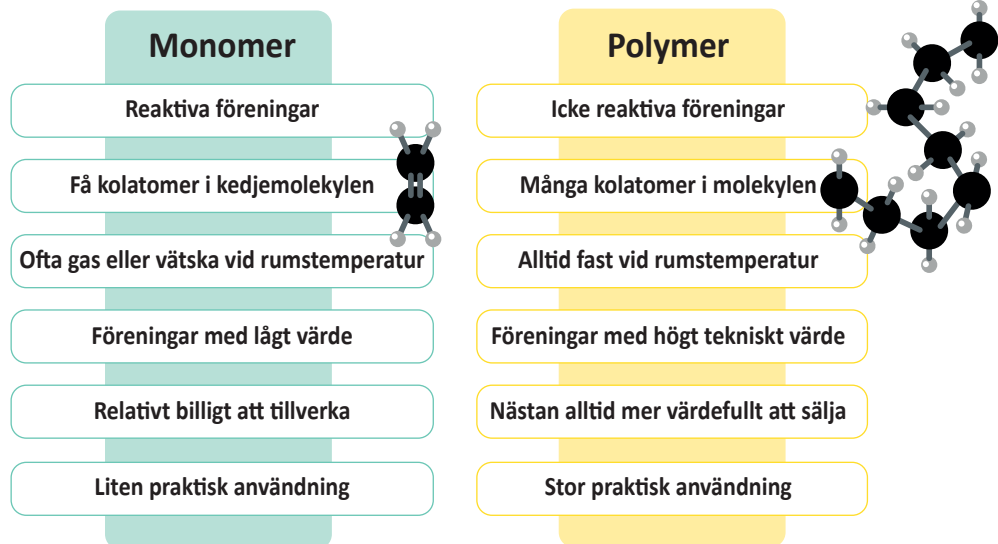 Monomer
Reaktiva föreningar
Få kolatomer i kedjemolekylen
Ofta gas eller vätska vid rumstemperatur
Föreningar med lågt värde
Relativt billigt att tillverka
Liten praktisk användning
Polymer
Icke reaktiva föreningar
Många kolatomer i molekylen
Alltid fast vid rumstemperatur
Föreningar med högt tekniskt värde
Nästan alltid mer värdefullt att sälja
Stor praktisk användning